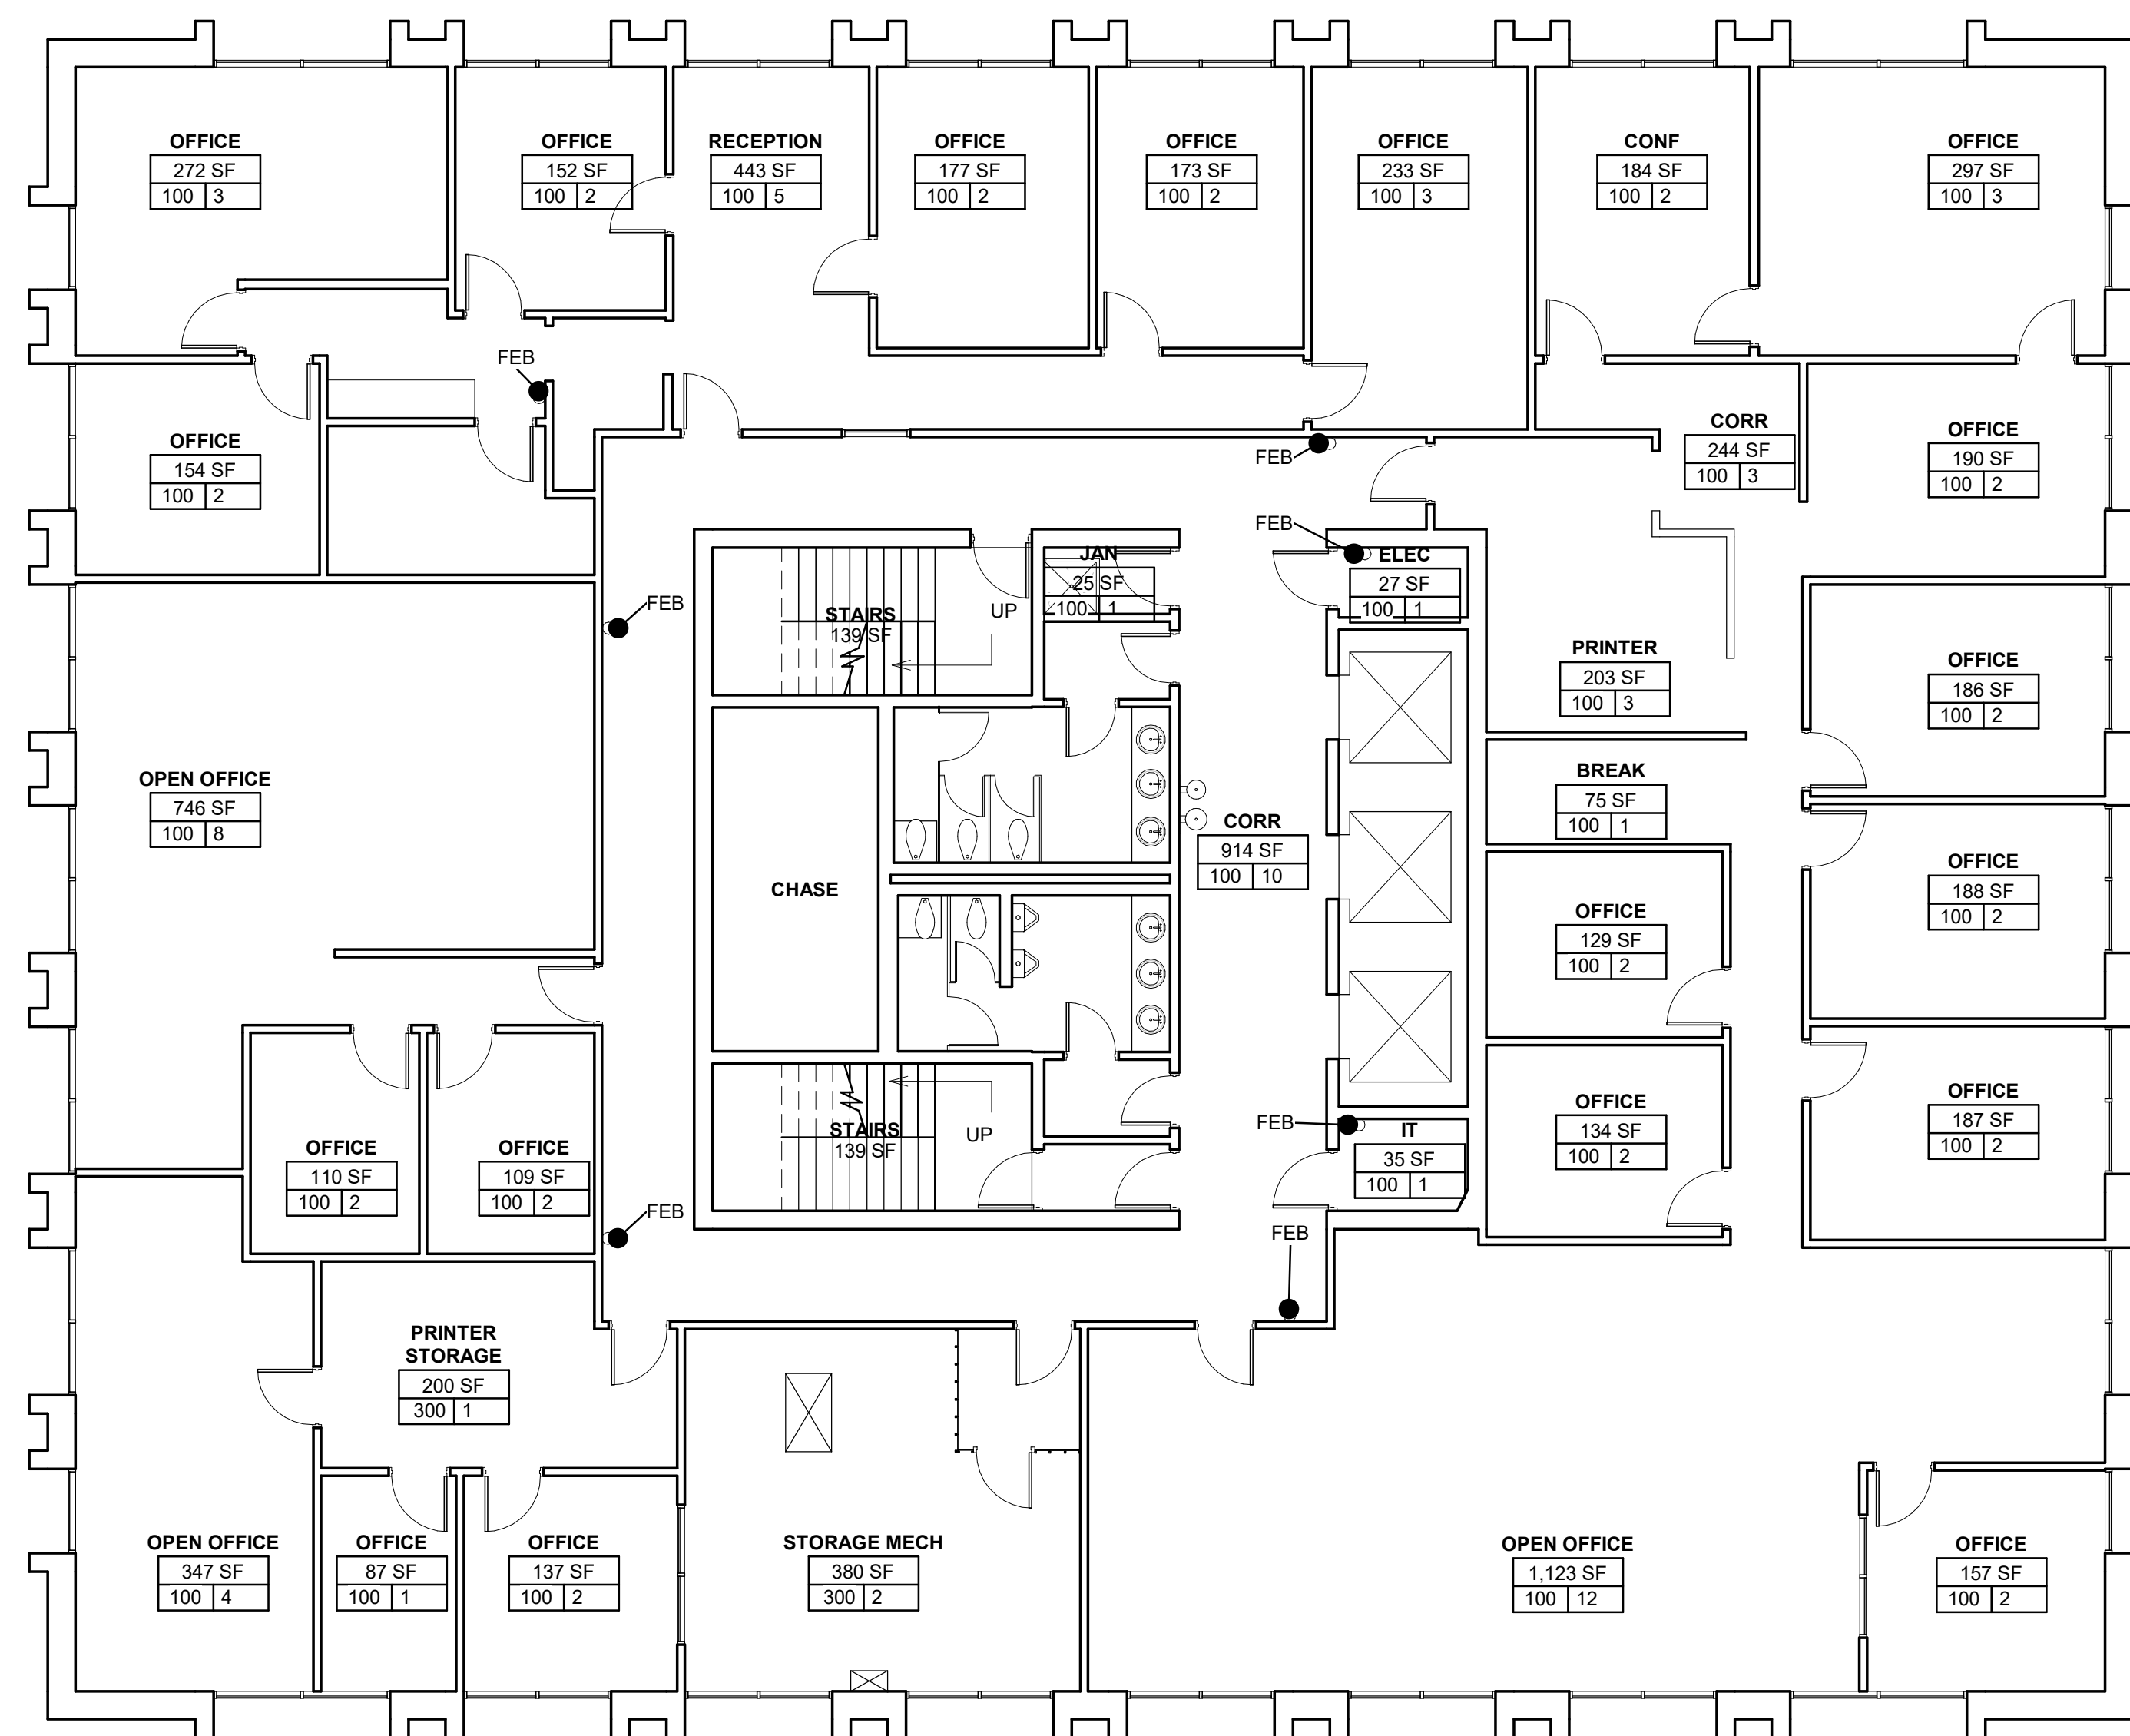 OFFICE
272 SF
100 3
OFFICE
152 SF
100 2
RECEPTION
443 SF
100 5
OFFICE
177 SF
100 2
OFFICE
173 SF
100 2
OFFICE
233 SF
100 3
CONF
184 SF
100 2
OFFICE
297 SF
100 3
FEB
OFFICE
154 SF
100 2
FEB
CORR
244 SF
100 3
OFFICE
190 SF
100 2
FEB
JAN
25 SF
100 1
ELEC
27 SF
100 1
FEB
STAIRS
139 SF
UP
PRINTER
203 SF
100 3
OFFICE
186 SF
100 2
OPEN OFFICE
746 SF
100 8
BREAK
75 SF
100 1
CORR
914 SF
100 10
CHASE
OFFICE
129 SF
100 2
OFFICE
188 SF
100 2
OFFICE
110 SF
100 2
OFFICE
109 SF
100 2
STAIRS
139 SF
UP
FEB
IT
35 SF
100 1
OFFICE
134 SF
100 2
OFFICE
187 SF
100 2
FEB
FEB
PRINTER
STORAGE
200 SF
300 1
OPEN OFFICE
347 SF
100 4
OFFICE
87 SF
100 1
OFFICE
137 SF
100 2
STORAGE MECH
380 SF
300 2
OPEN OFFICE
1,123 SF
100 12
OFFICE
157 SF
100 2